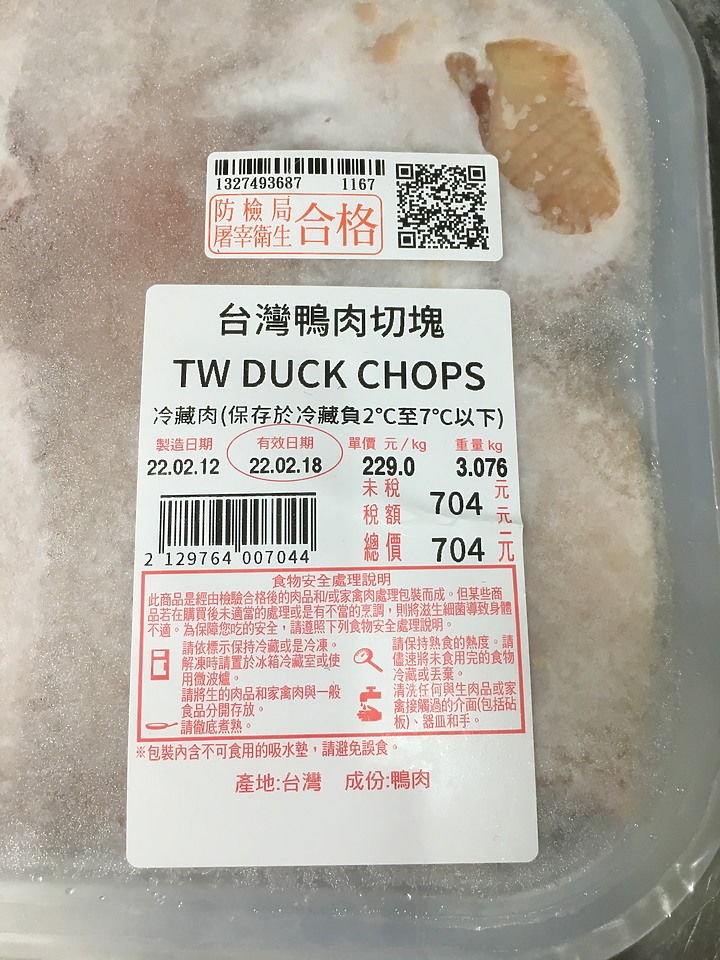 1327493687 1167
防檢局
屠宰衛生 合格
台灣鴨肉切塊
TW DUCK CHOPS
冷藏肉(保存於冷藏負2°C至7°C以下)
製造日期 有效日期 單價 元/kg 重量 kg
22.02.12 22.02.18 229.0 3.076
未稅 704 元
稅額 元
總價 704 元
2 129764 007044
食物安全處理說明
此商品是經由檢驗合格後的肉品和/或家禽肉處理包裝而成。但某些商
品若在購買後未適當的處理或是有不當的烹調，則將滋生細菌導致身體
不適。為保障您吃的安全，請遵照下列食物安全處理說明。
請依標示保持冷藏或是冷凍。
解凍時請置於冰箱冷藏室或使
用微波爐。
請將生的肉品和家禽肉與一般
食品分開存放。
請徹底煮熟。
請保持熟食的熱度。請
儘速將未食用完的食物
冷藏或丟棄。
清洗任何與生肉品或家
禽接觸過的介面(包括砧
板)、器皿和手。
※包裝內含不可食用的吸水墊，請避免誤食。
產地:台灣 成份:鴨肉